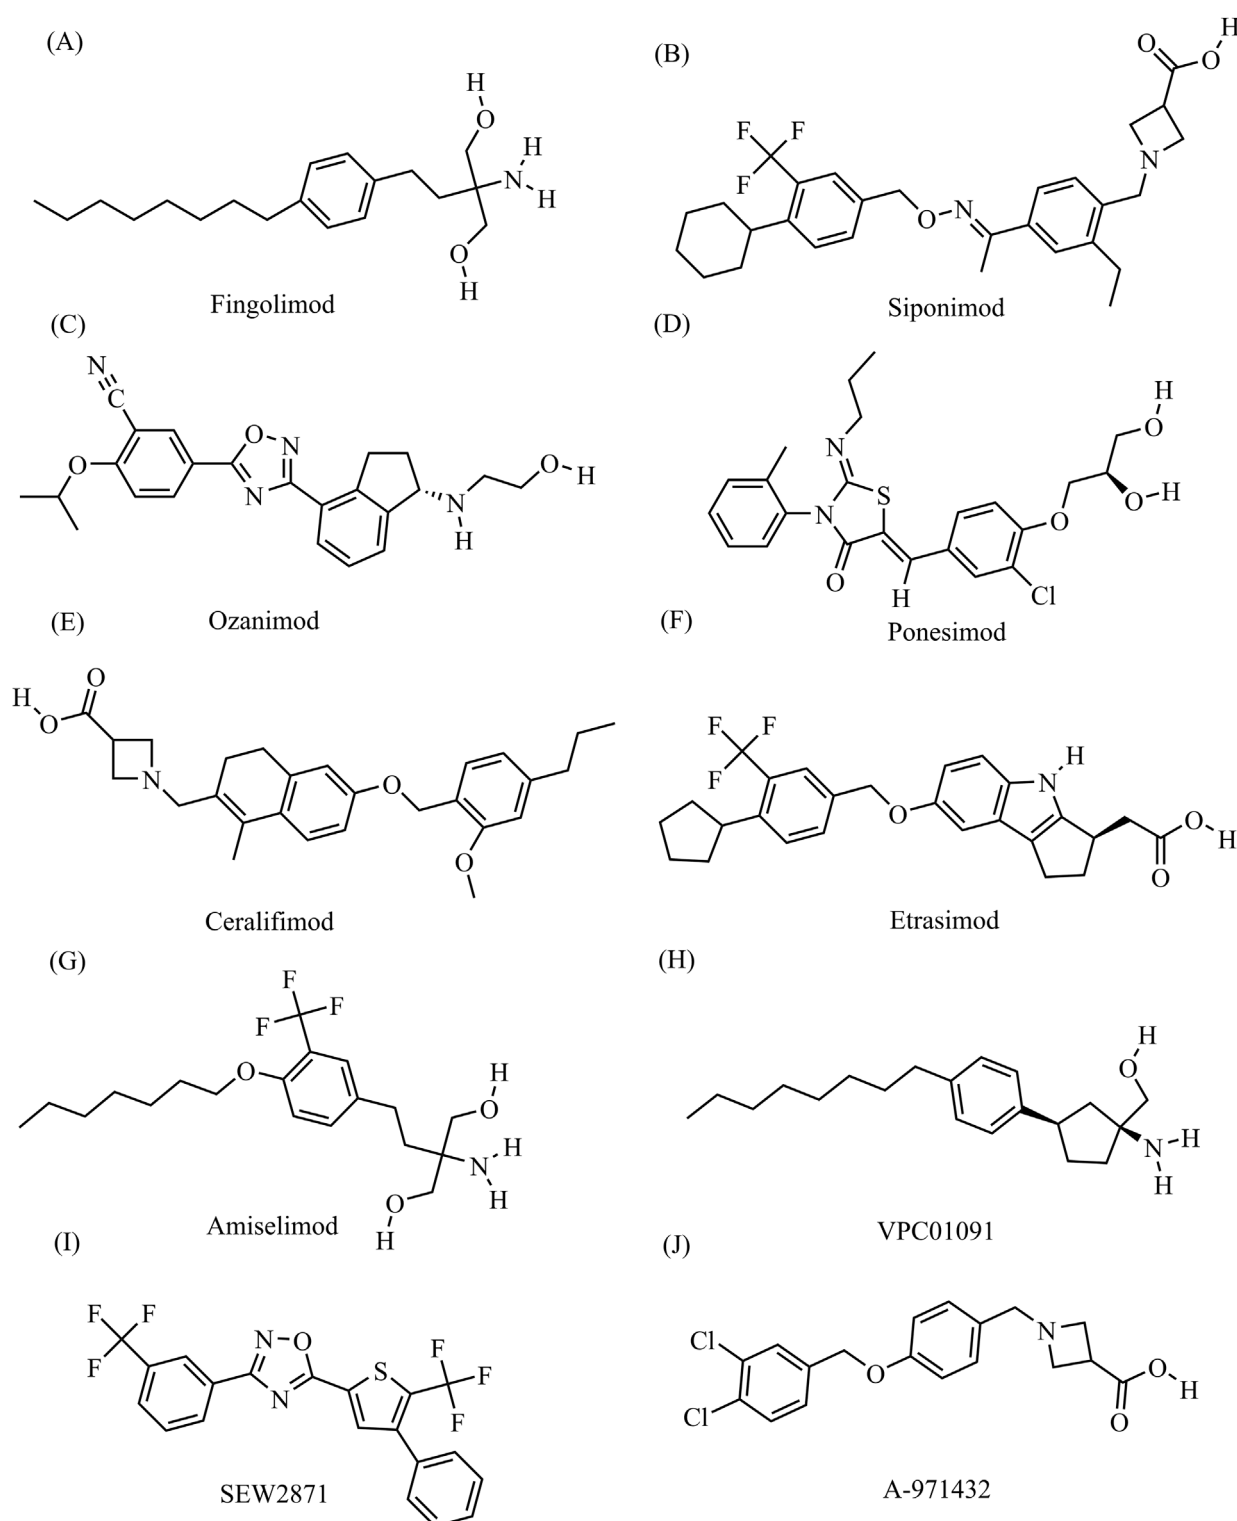 (A)
H
O
H
N
H
O
H
Fingolimod
(B)
O
H
O
N
F
F
F
O
N
Siponimod
(C)
N
C
O
N
O
N
N
H
O
H
Ozanimod
(D)
H
O
N
S
O
H
N
O
O
H
Cl
Ponesimod
(E)
O
H
O
N
O
O
Ceralifimod
(F)
F
F
F
H
N
O
O
H
O
Etrasimod
(G)
F
F
F
O
H
O
H
N
H
O
H
Amiselimod
(H)
H
O
N
H
H
VPC01091
(I)
F
F
F
N
O
N
S
F
F
F
SEW2871
(J)
Cl
Cl
O
N
O
H
O
A-971432